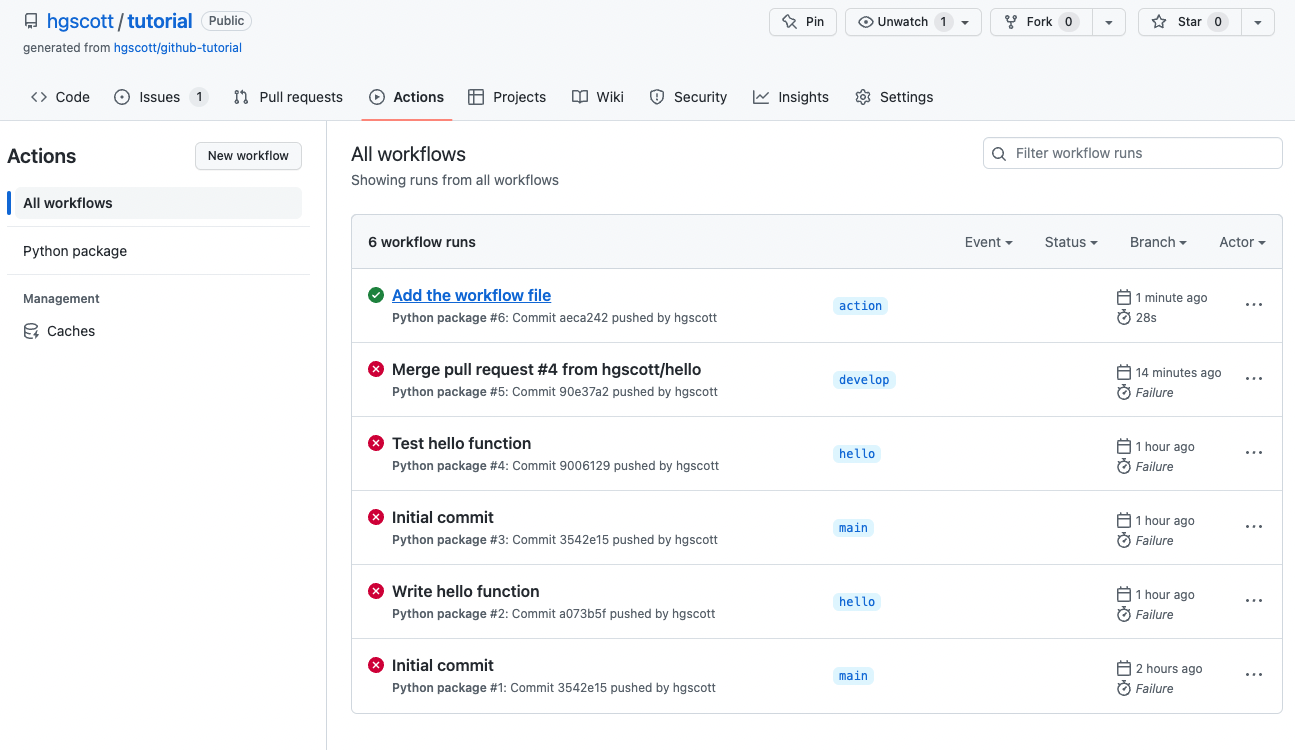 hgscott / tutorial Public
Pin
Unwatch 1
Fork 0
Star 0
generated from hgscott/github-tutorial
Code
Issues 1
Pull requests
Actions
Projects
Wiki
Security
Insights
Settings
Actions
New workflow
All workflows
Python package
Management
Caches
All workflows
Showing runs from all workflows
Filter workflow runs
6 workflow runs
Event
Status
Branch
Actor
Add the workflow file
Python package #6: Commit aeca242 pushed by hgscott
action
1 minute ago
28s
Merge pull request #4 from hgscott/hello
Python package #5: Commit 90e37a2 pushed by hgscott
develop
14 minutes ago
Failure
Test hello function
Python package #4: Commit 9006129 pushed by hgscott
hello
1 hour ago
Failure
Initial commit
Python package #3: Commit 3542e15 pushed by hgscott
main
1 hour ago
Failure
Write hello function
Python package #2: Commit a073b5f pushed by hgscott
hello
1 hour ago
Failure
Initial commit
Python package #1: Commit 3542e15 pushed by hgscott
main
2 hours ago
Failure